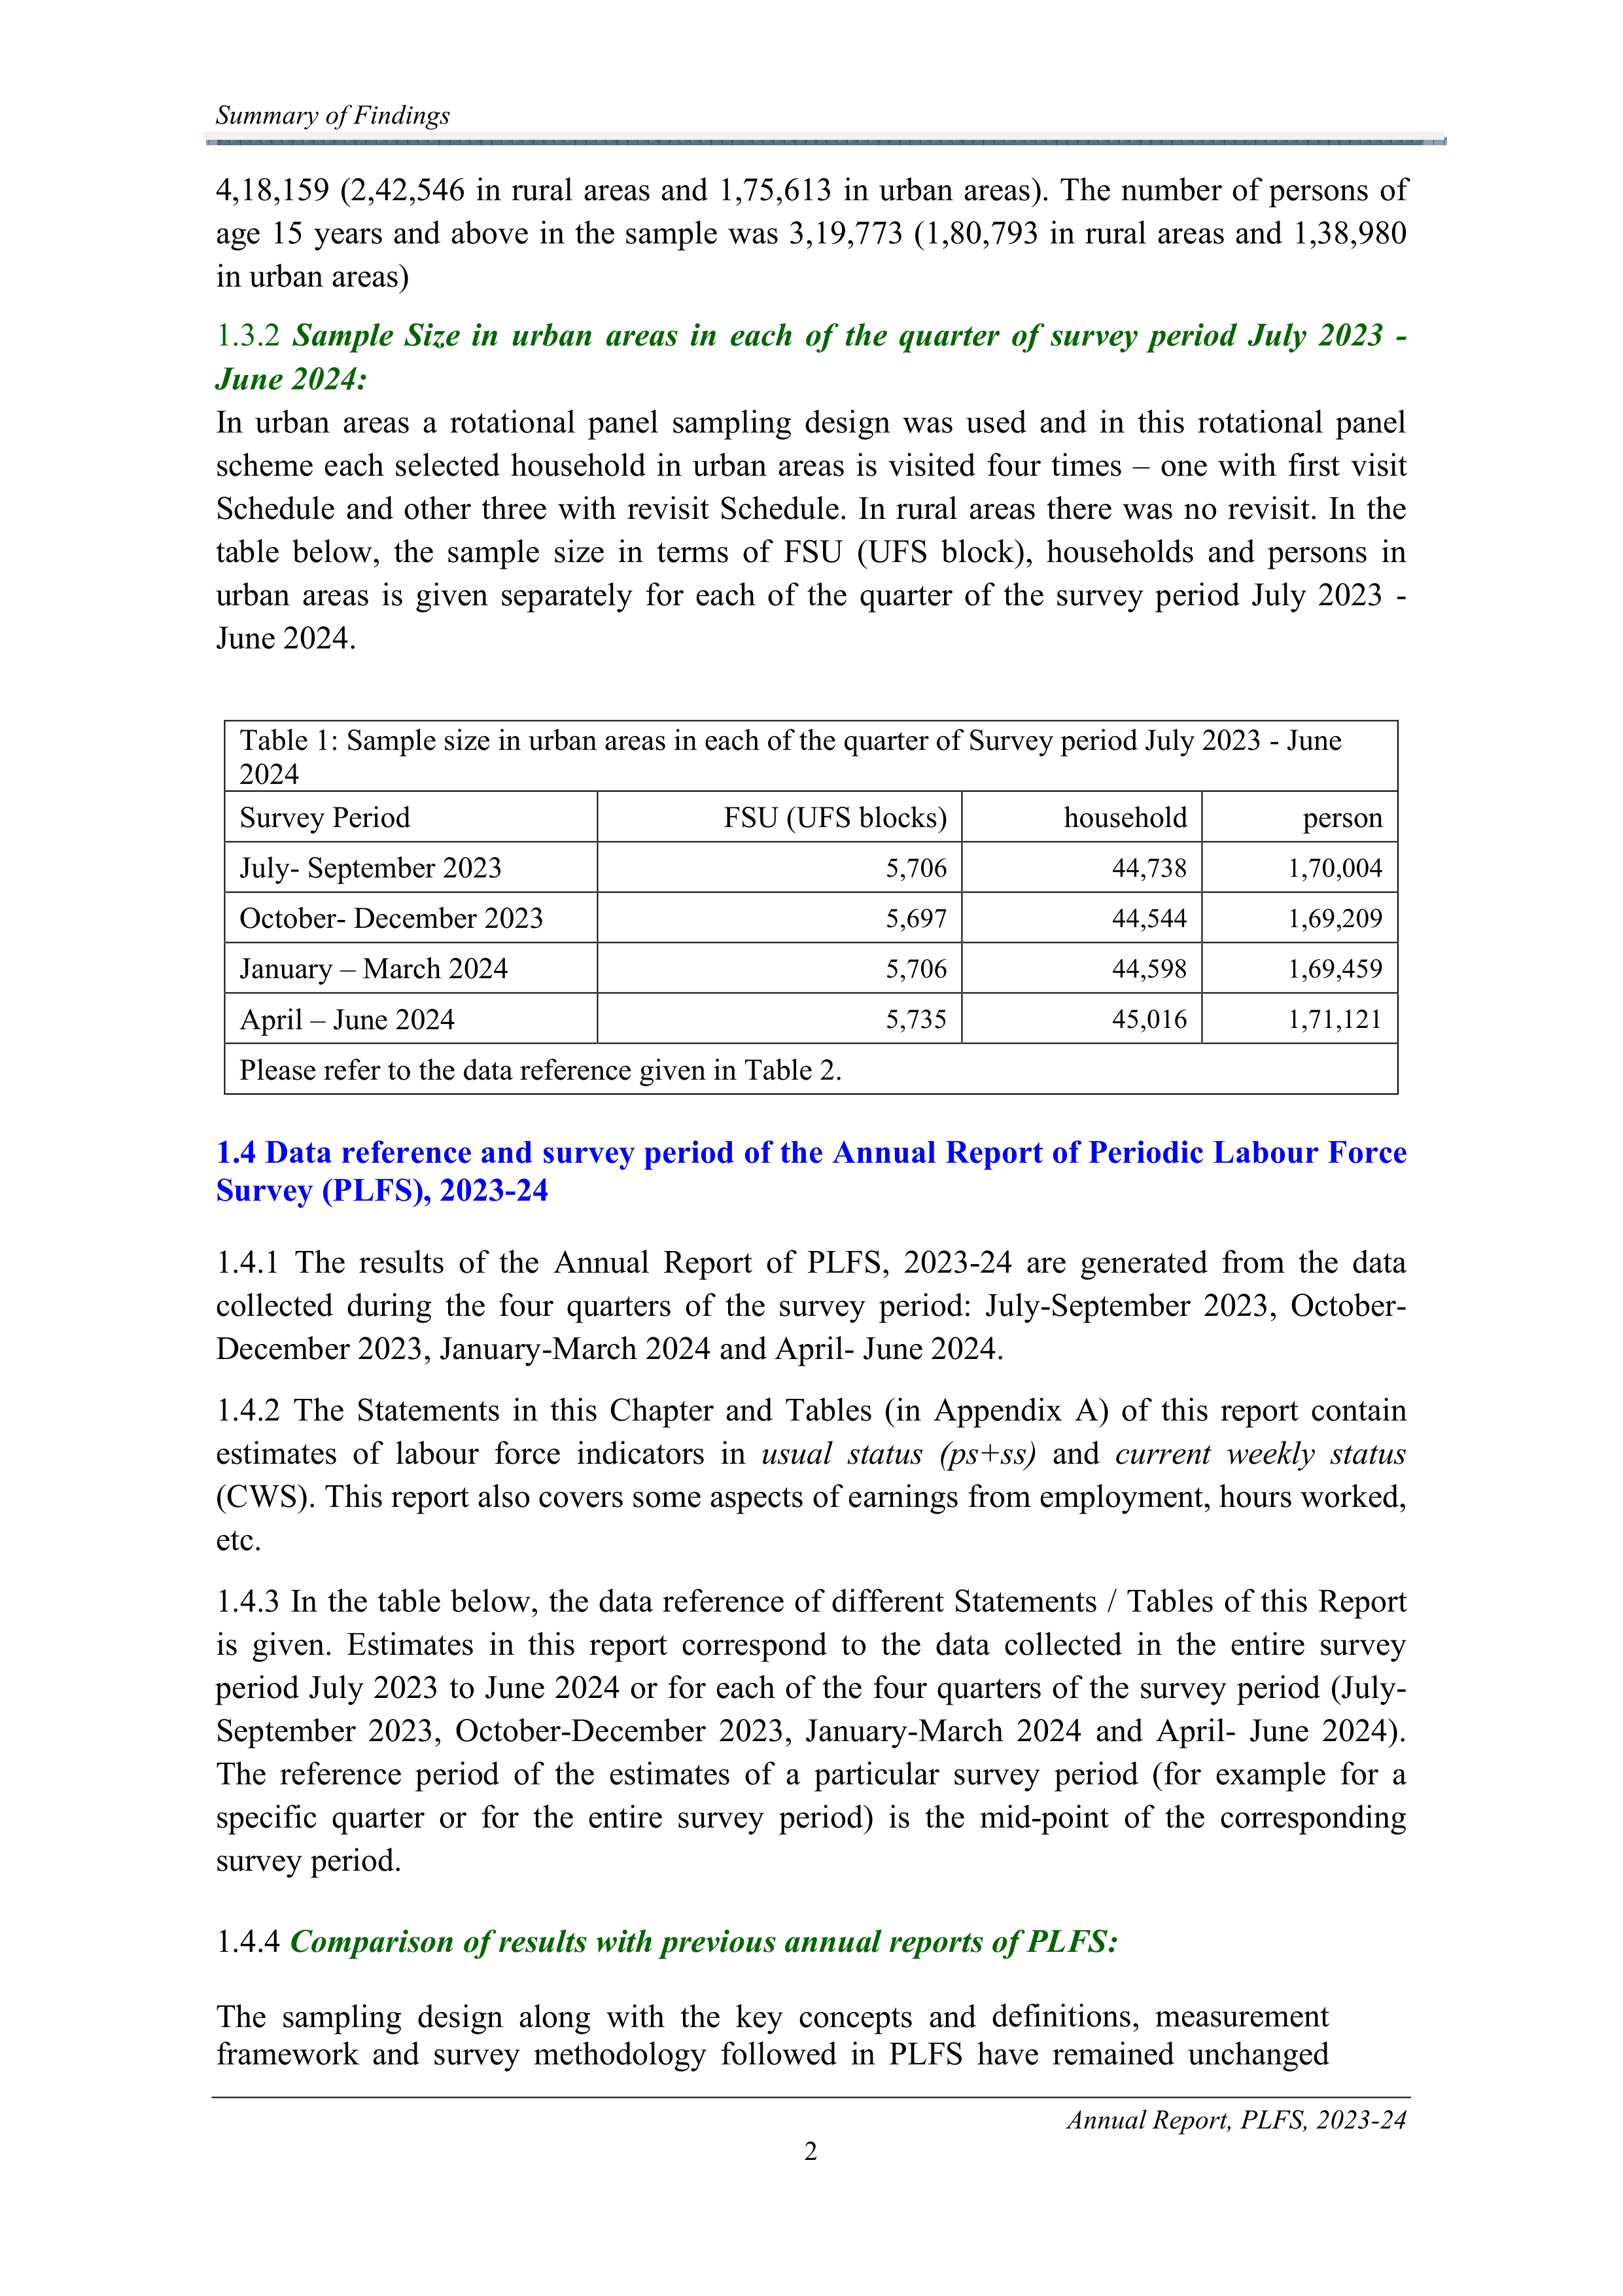 Summary of Findings
4,18,159 (2,42,546 in rural areas and 1,75,613 in urban areas). The number of persons of
age 15 years and above in the sample was 3,19,773 (1,80,793 in rural areas and 1,38,980
in urban areas)
1.3.2 Sample Size in urban areas in each of the quarter of survey period July 2023 -
June 2024:
In urban areas a rotational panel sampling design was used and in this rotational panel
scheme each selected household in urban areas is visited four times – one with first visit
Schedule and other three with revisit Schedule. In rural areas there was no revisit. In the
table below, the sample size in terms of FSU (UFS block), households and persons in
urban areas is given separately for each of the quarter of the survey period July 2023 -
June 2024.
Table 1: Sample size in urban areas in each of the quarter of Survey period July 2023 - June
2024
Survey Period FSU (UFS blocks) household person
July- September 2023 5,706 44,738 1,70,004
October- December 2023 5,697 44,544 1,69,209
January – March 2024 5,706 44,598 1,69,459
April – June 2024 5,735 45,016 1,71,121
Please refer to the data reference given in Table 2.
1.4 Data reference and survey period of the Annual Report of Periodic Labour Force
Survey (PLFS), 2023-24
1.4.1 The results of the Annual Report of PLFS, 2023-24 are generated from the data
collected during the four quarters of the survey period: July-September 2023, October-
December 2023, January-March 2024 and April- June 2024.
1.4.2 The Statements in this Chapter and Tables (in Appendix A) of this report contain
estimates of labour force indicators in usual status (ps+ss) and current weekly status
(CWS). This report also covers some aspects of earnings from employment, hours worked,
etc.
1.4.3 In the table below, the data reference of different Statements / Tables of this Report
is given. Estimates in this report correspond to the data collected in the entire survey
period July 2023 to June 2024 or for each of the four quarters of the survey period (July-
September 2023, October-December 2023, January-March 2024 and April- June 2024).
The reference period of the estimates of a particular survey period (for example for a
specific quarter or for the entire survey period) is the mid-point of the corresponding
survey period.
1.4.4 Comparison of results with previous annual reports of PLFS:
The sampling design along with the key concepts and definitions, measurement
framework and survey methodology followed in PLFS have remained unchanged
Annual Report, PLFS, 2023-24
2